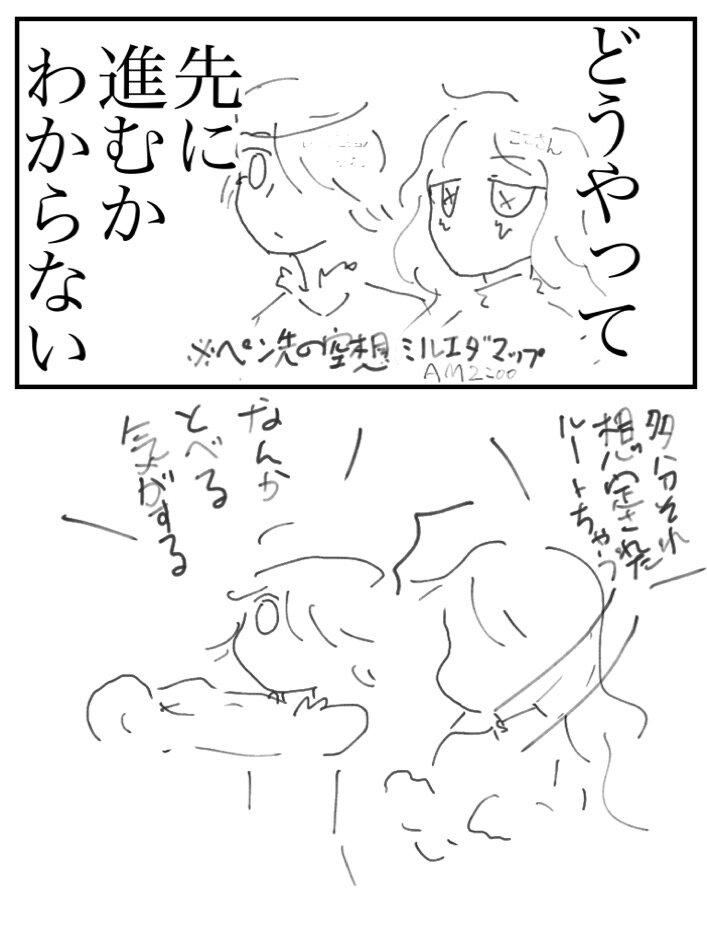 どうやって
先に
進むか
わからない
ここさん
※ペン先の空想 ミルエダマップ
AM2:00
多分それ
想定された
ルートちゃう
なんか
とべる
気がする